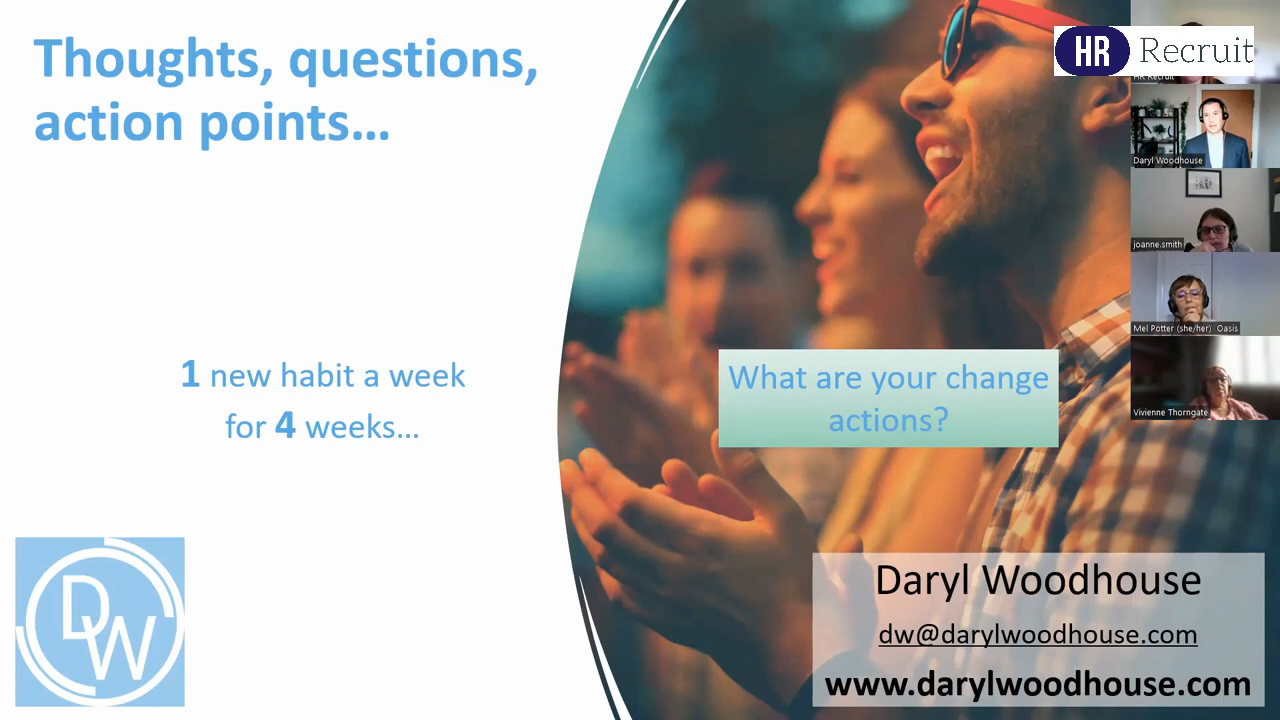 Thoughts, questions,
action points...
1 new habit a week
for 4 weeks...
What are your change
actions?
DW
Daryl Woodhouse
dw@darylwoodhouse.com
www.darylwoodhouse.com
HR Recruit
HR Recruit
Daryl Woodhouse
joanne.smith
Mel Potter (she/her) Oasis
Vivienne Thorngate